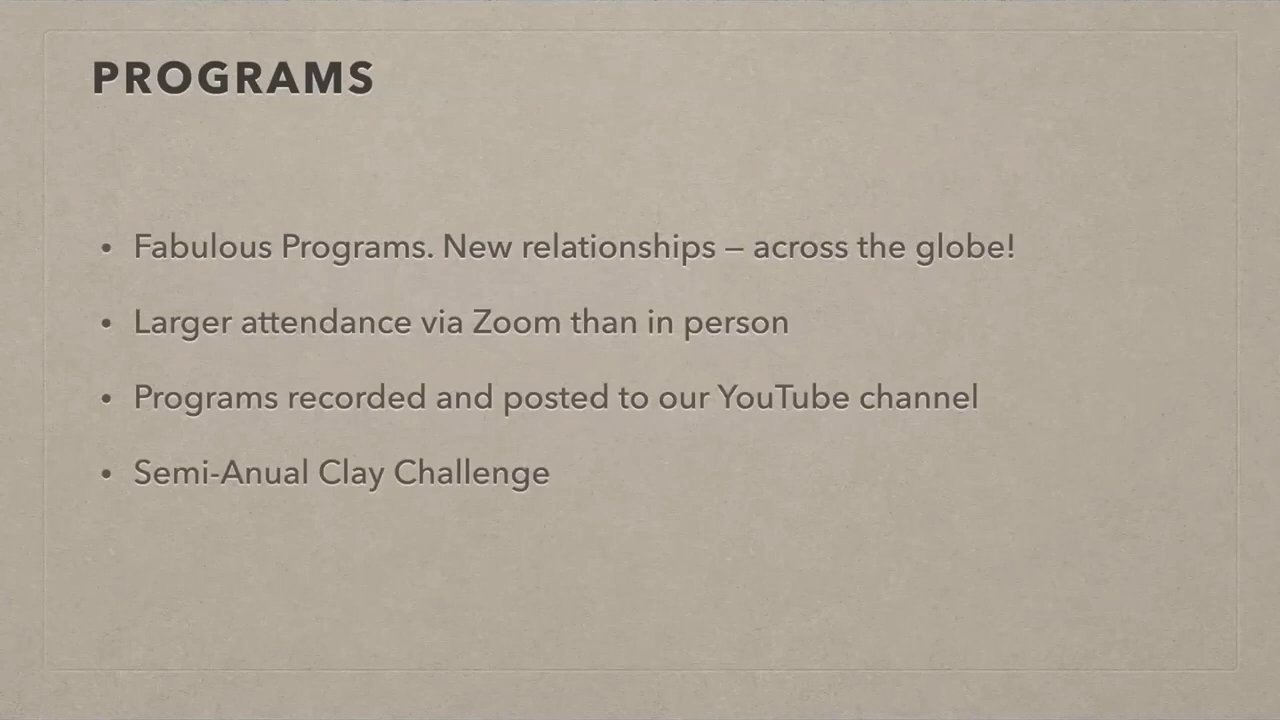 PROGRAMS
• Fabulous Programs. New relationships – across the globe!
• Larger attendance via Zoom than in person
• Programs recorded and posted to our YouTube channel
• Semi-Anual Clay Challenge